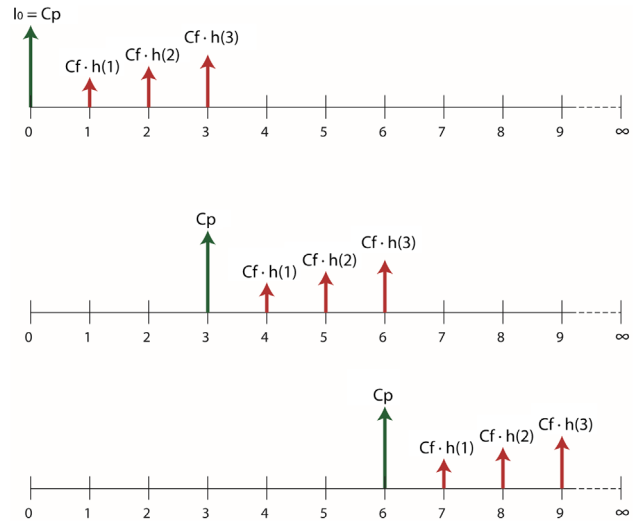 I₀ = Cp
Cf · h(1) Cf · h(2) Cf · h(3)
0 1 2 3 4 5 6 7 8 9 ∞
Cp
Cf · h(1) Cf · h(2) Cf · h(3)
0 1 2 3 4 5 6 7 8 9 ∞
Cp
Cf · h(1) Cf · h(2) Cf · h(3)
0 1 2 3 4 5 6 7 8 9 ∞